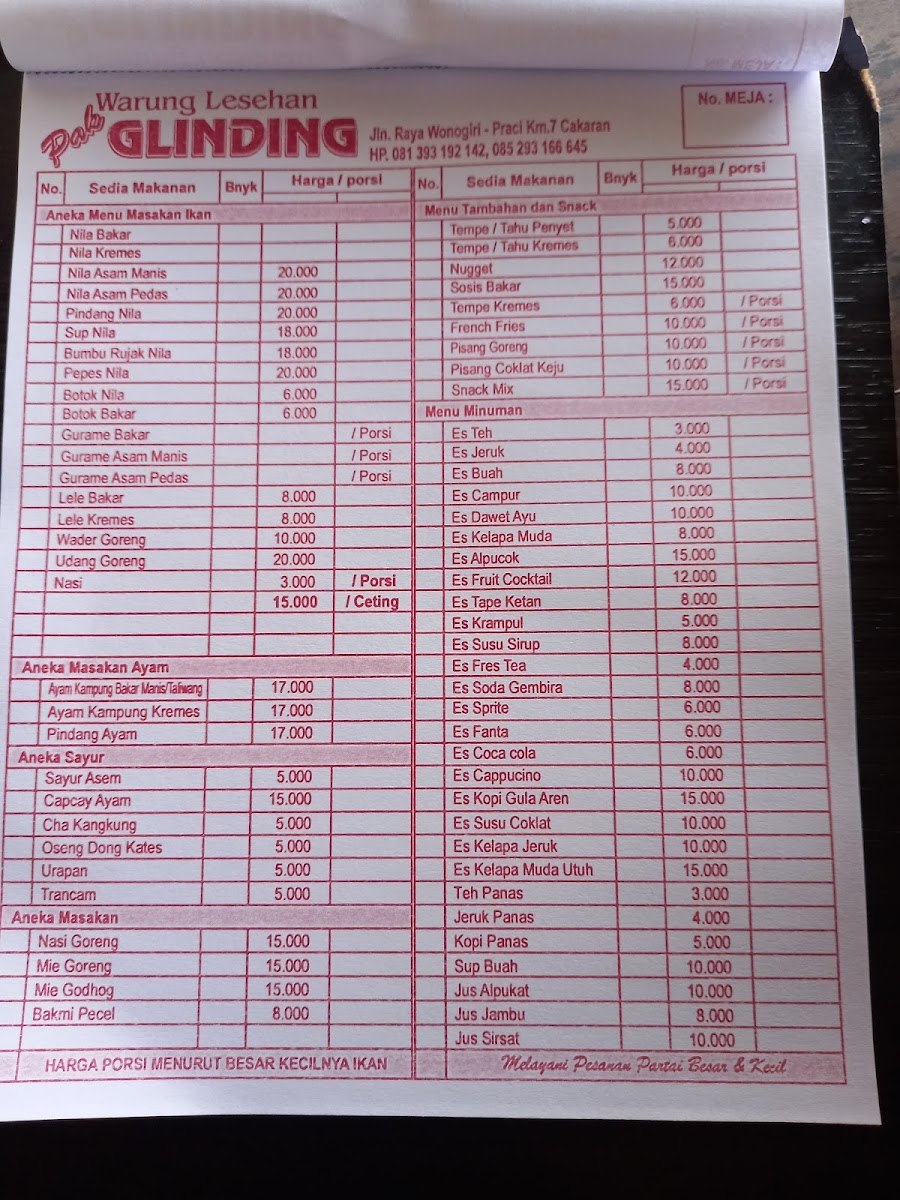 Warung Lesehan
Pak GLINDING
Jln. Raya Wonogiri - Praci Km.7 Cakaran
HP. 081 393 192 142, 085 293 166 645
No. MEJA :
No. Sedia Makanan Bnyk Harga / porsi
Aneka Menu Masakan Ikan
Nila Bakar
Nila Kremes
Nila Asam Manis 20.000
Nila Asam Pedas 20.000
Pindang Nila 20.000
Sup Nila 18.000
Bumbu Rujak Nila 18.000
Pepes Nila 20.000
Botok Nila 6.000
Botok Bakar 6.000
Gurame Bakar / Porsi
Gurame Asam Manis / Porsi
Gurame Asam Pedas / Porsi
Lele Bakar 8.000
Lele Kremes 8.000
Wader Goreng 10.000
Udang Goreng 20.000
Nasi 3.000 / Porsi
15.000 / Ceting
Aneka Masakan Ayam
Ayam Kampung Bakar Manis/Taliwang 17.000
Ayam Kampung Kremes 17.000
Pindang Ayam 17.000
Aneka Sayur
Sayur Asem 5.000
Capcay Ayam 15.000
Cha Kangkung 5.000
Oseng Dong Kates 5.000
Urapan 5.000
Trancam 5.000
Aneka Masakan
Nasi Goreng 15.000
Mie Goreng 15.000
Mie Godhog 15.000
Bakmi Pecel 8.000
HARGA PORSI MENURUT BESAR KECILNYA IKAN
No. Sedia Makanan Bnyk Harga / porsi
Menu Tambahan dan Snack
Tempe / Tahu Penyet 5.000
Tempe / Tahu Kremes 6.000
Nugget 12.000
Sosis Bakar 15.000
Tempe Kremes 6.000 / Porsi
French Fries 10.000 / Porsi
Pisang Goreng 10.000 / Porsi
Pisang Coklat Keju 10.000 / Porsi
Snack Mix 15.000 / Porsi
Menu Minuman
Es Teh 3.000
Es Jeruk 4.000
Es Buah 8.000
Es Campur 10.000
Es Dawet Ayu 10.000
Es Kelapa Muda 8.000
Es Alpucok 15.000
Es Fruit Cocktail 12.000
Es Tape Ketan 8.000
Es Krampul 5.000
Es Susu Sirup 8.000
Es Fres Tea 4.000
Es Soda Gembira 8.000
Es Sprite 6.000
Es Fanta 6.000
Es Coca cola 6.000
Es Cappucino 10.000
Es Kopi Gula Aren 15.000
Es Susu Coklat 10.000
Es Kelapa Jeruk 10.000
Es Kelapa Muda Utuh 15.000
Teh Panas 3.000
Jeruk Panas 4.000
Kopi Panas 5.000
Sup Buah 10.000
Jus Alpukat 10.000
Jus Jambu 8.000
Jus Sirsat 10.000
Melayani Pesanan Partai Besar & Kecil